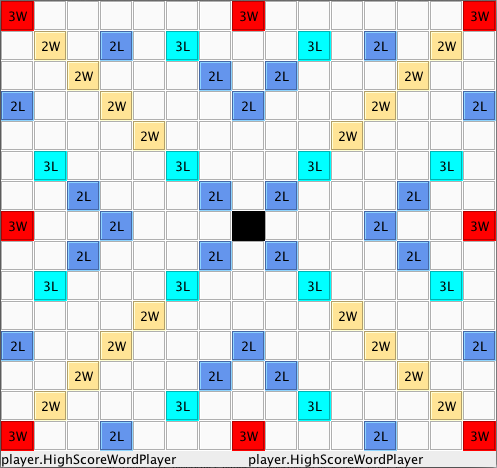 3W 3W 3W
2W 2L 3L 3L 2L 2W
2W 2L 2L 2W
2L 2W 2L 2W 2L
2W 2W
3L 3L 3L 3L
2L 2L 2L 2L
3W 2L 2L 3W
2L 2L 2L 2L
3L 3L 3L 3L
2W 2W
2L 2W 2L 2W 2L
2W 2L 2L 2W
2W 3L 3L 2W
3W 2L 3W 2L 3W
player.HighScoreWordPlayer player.HighScoreWordPlayer